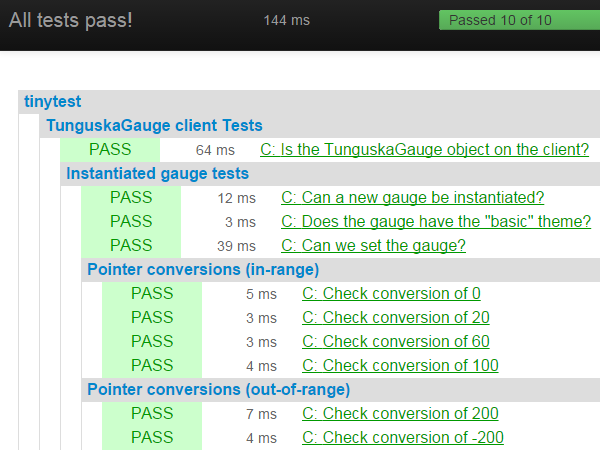 All tests pass! 144 ms Passed 10 of 10
tinytest
TunguskaGauge client Tests
PASS 64 ms C: Is the TunguskaGauge object on the client?
Instantiated gauge tests
PASS 12 ms C: Can a new gauge be instantiated?
PASS 3 ms C: Does the gauge have the "basic" theme?
PASS 39 ms C: Can we set the gauge?
Pointer conversions (in-range)
PASS 5 ms C: Check conversion of 0
PASS 3 ms C: Check conversion of 20
PASS 3 ms C: Check conversion of 60
PASS 4 ms C: Check conversion of 100
Pointer conversions (out-of-range)
PASS 7 ms C: Check conversion of 200
PASS 4 ms C: Check conversion of -200